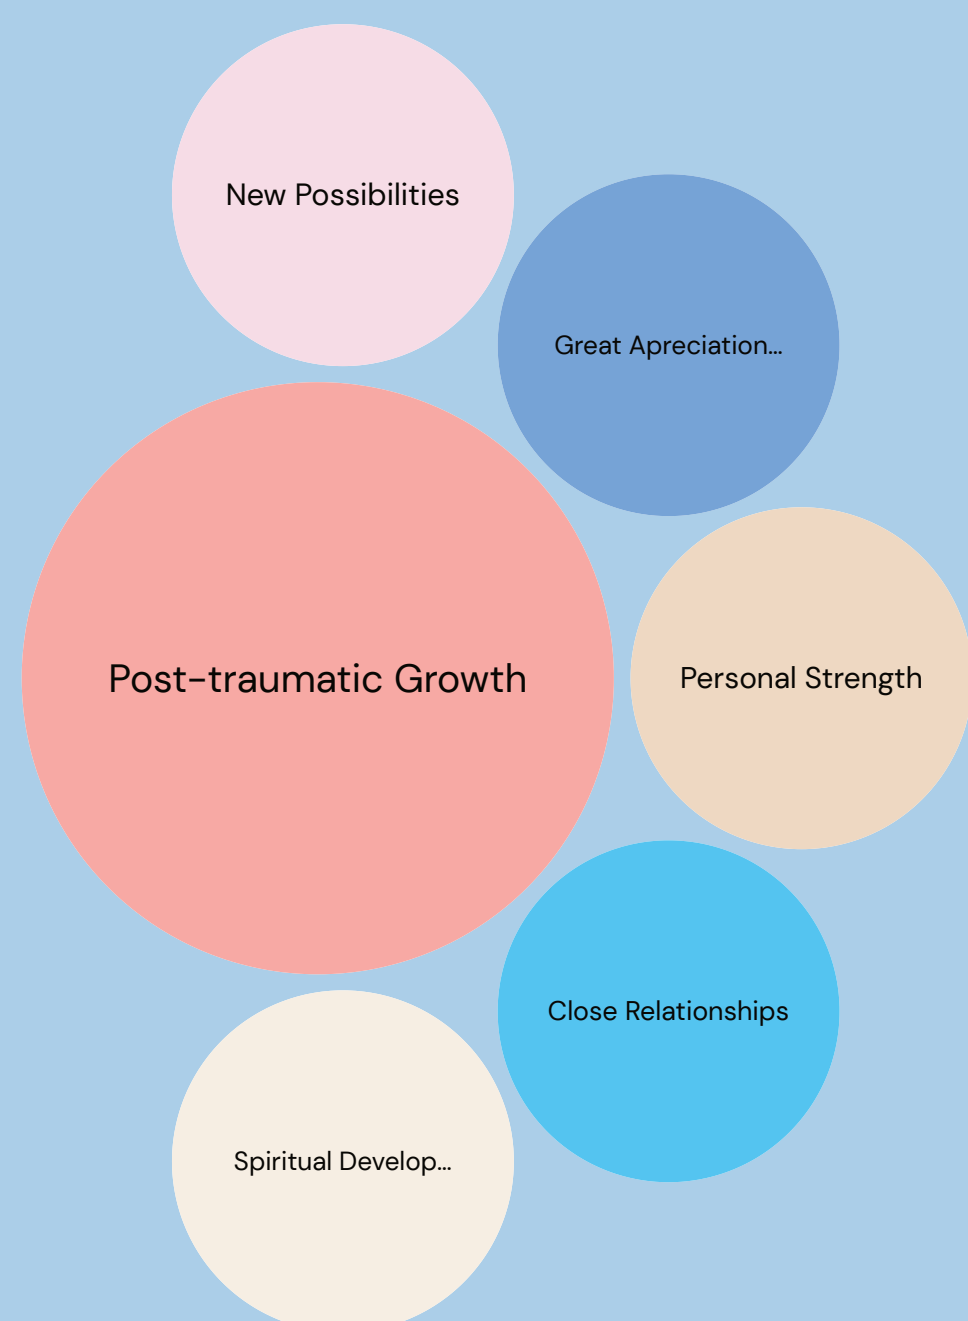 New Possibilities
Great Apreciation...
Post-traumatic Growth
Personal Strength
Close Relationships
Spiritual Develop...